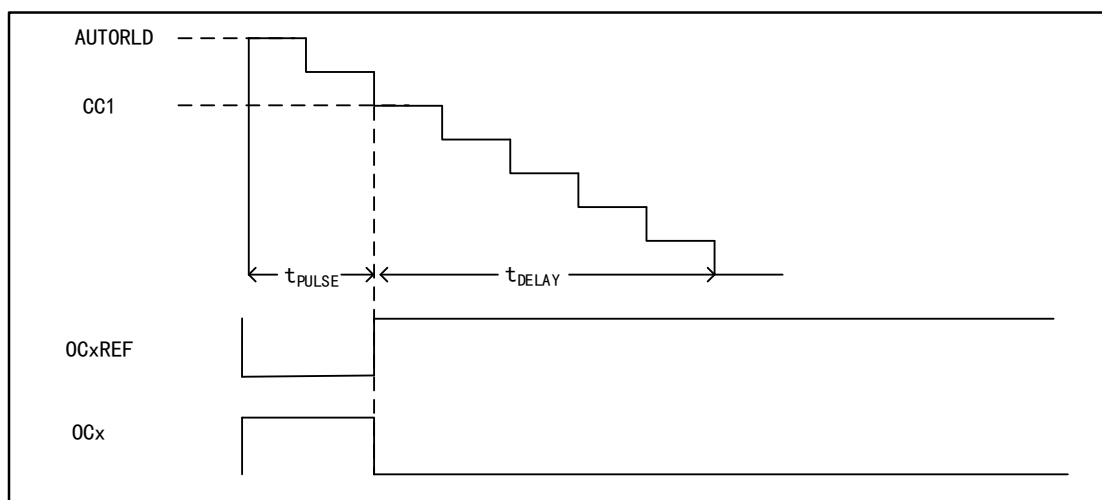 AUTORLD
CC1
tPULSE
tDELAY
OCxREF
OCx